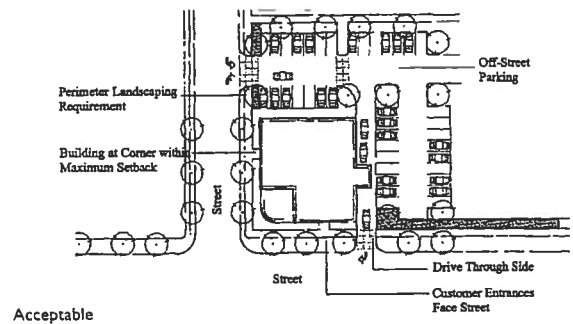 Off-Street
Parking
Perimeter Landscaping
Requirement
Building at Corner within
Maximum Setback
Street
Drive Through Side
Street
Customer Entrances
Face Street
Acceptable